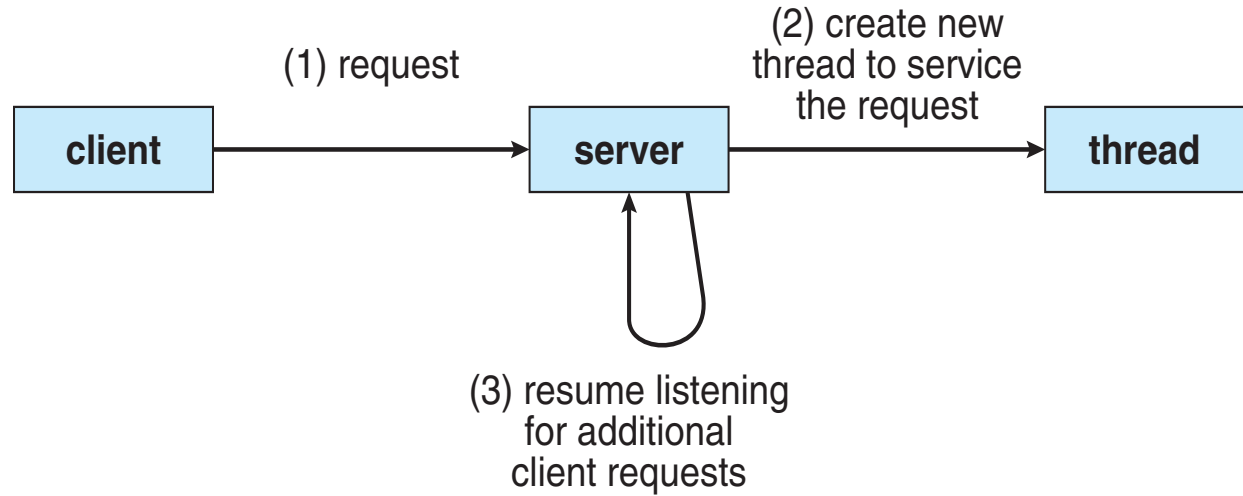 (1) request
(2) create new
thread to service
the request
client
server
thread
(3) resume listening
for additional
client requests